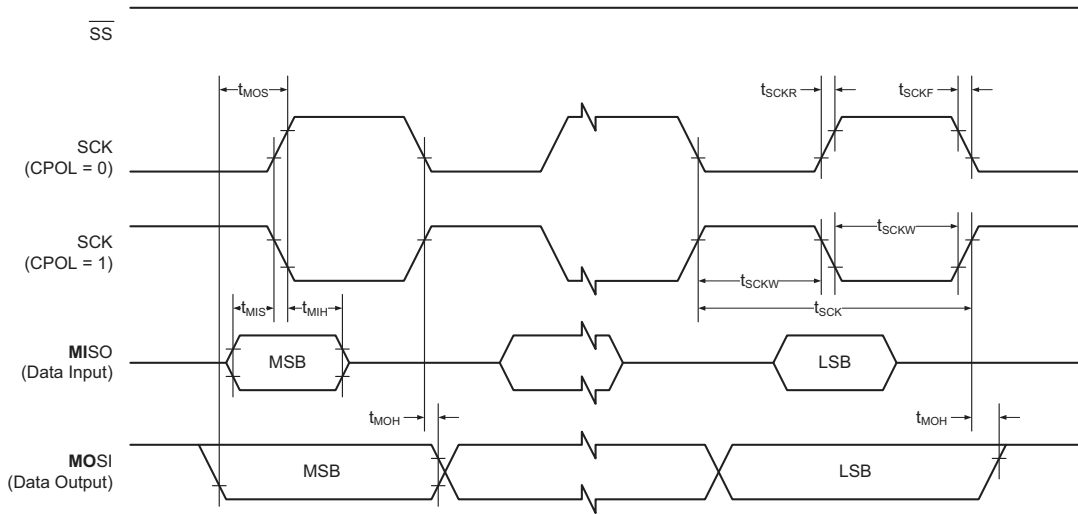 SS
tMOS
tSCKR
tSCKF
SCK
(CPOL = 0)
SCK
(CPOL = 1)
tSCKW
tSCKW
tMIS
tMIH
tSCK
MISO
(Data Input)
MSB
LSB
tMOH
tMOH
MOSI
(Data Output)
MSB
LSB